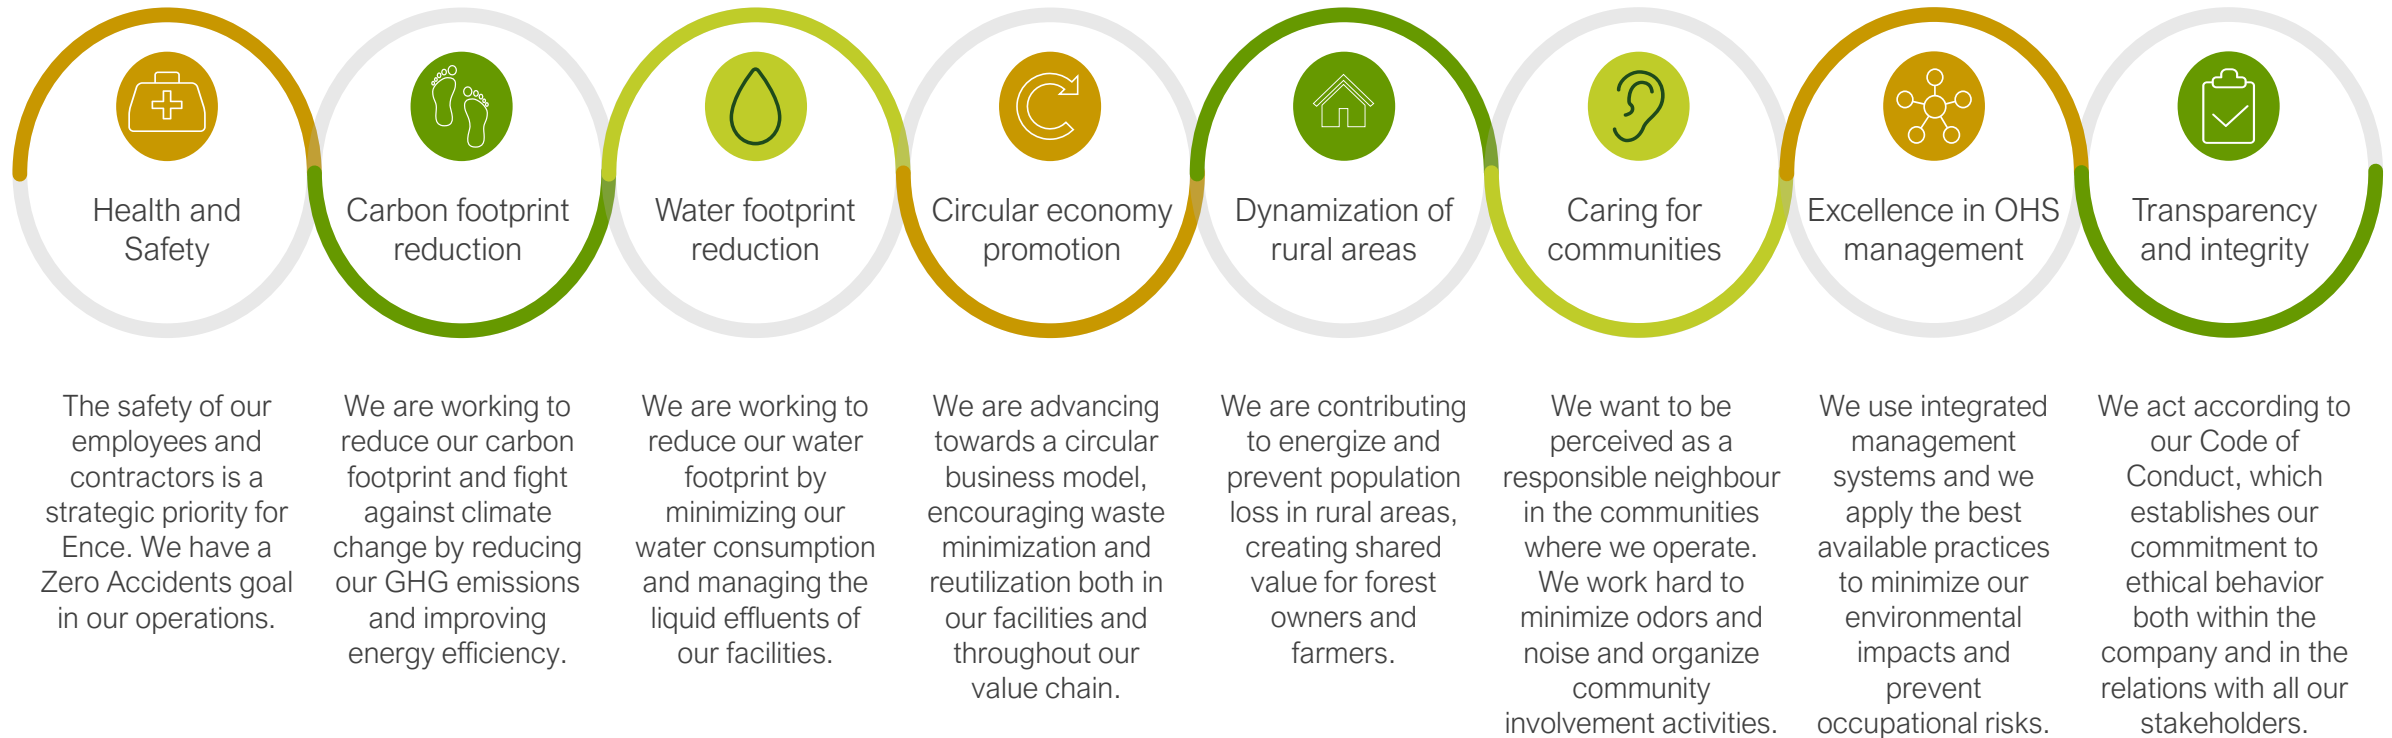 Health and
Safety
The safety of our
employees and
contractors is a
strategic priority for
Ence. We have a
Zero Accidents goal
in our operations.
Carbon footprint
reduction
We are working to
reduce our carbon
footprint and fight
against climate
change by reducing
our GHG emissions
and improving
energy efficiency.
Water footprint
reduction
We are working to
reduce our water
footprint by
minimizing our
water consumption
and managing the
liquid effluents of
our facilities.
Circular economy
promotion
We are advancing
towards a circular
business model,
encouraging waste
minimization and
reutilization both in
our facilities and
throughout our
value chain.
Dynamization of
rural areas
We are contributing
to energize and
prevent population
loss in rural areas,
creating shared
value for forest
owners and
farmers.
Caring for
communities
We want to be
perceived as a
responsible neighbour
in the communities
where we operate.
We work hard to
minimize odors and
noise and organize
community
involvement activities.
Excellence in OHS
management
We use integrated
management
systems and we
apply the best
available practices
to minimize our
environmental
impacts and
prevent
occupational risks.
Transparency
and integrity
We act according to
our Code of
Conduct, which
establishes our
commitment to
ethical behavior
both within the
company and in the
relations with all our
stakeholders.